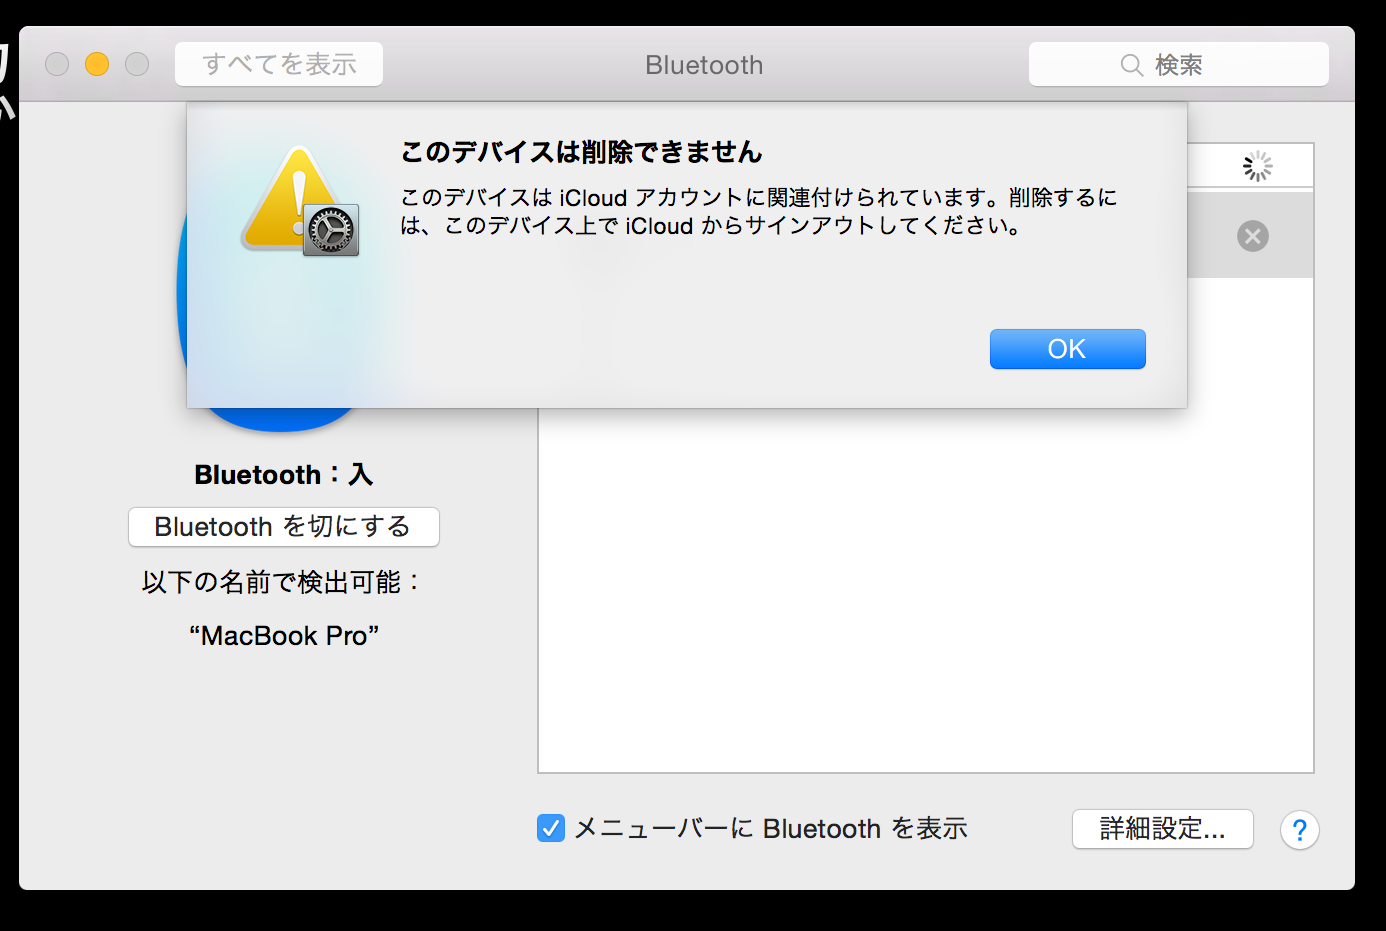 すべてを表示
Bluetooth
検索
このデバイスは削除できません
このデバイスは iCloud アカウントに関連付けられています。削除するに
は、このデバイス上で iCloud からサインアウトしてください。
OK
Bluetooth：入
Bluetooth を切にする
以下の名前で検出可能：
“MacBook Pro”
メニューバーに Bluetooth を表示
詳細設定...
?